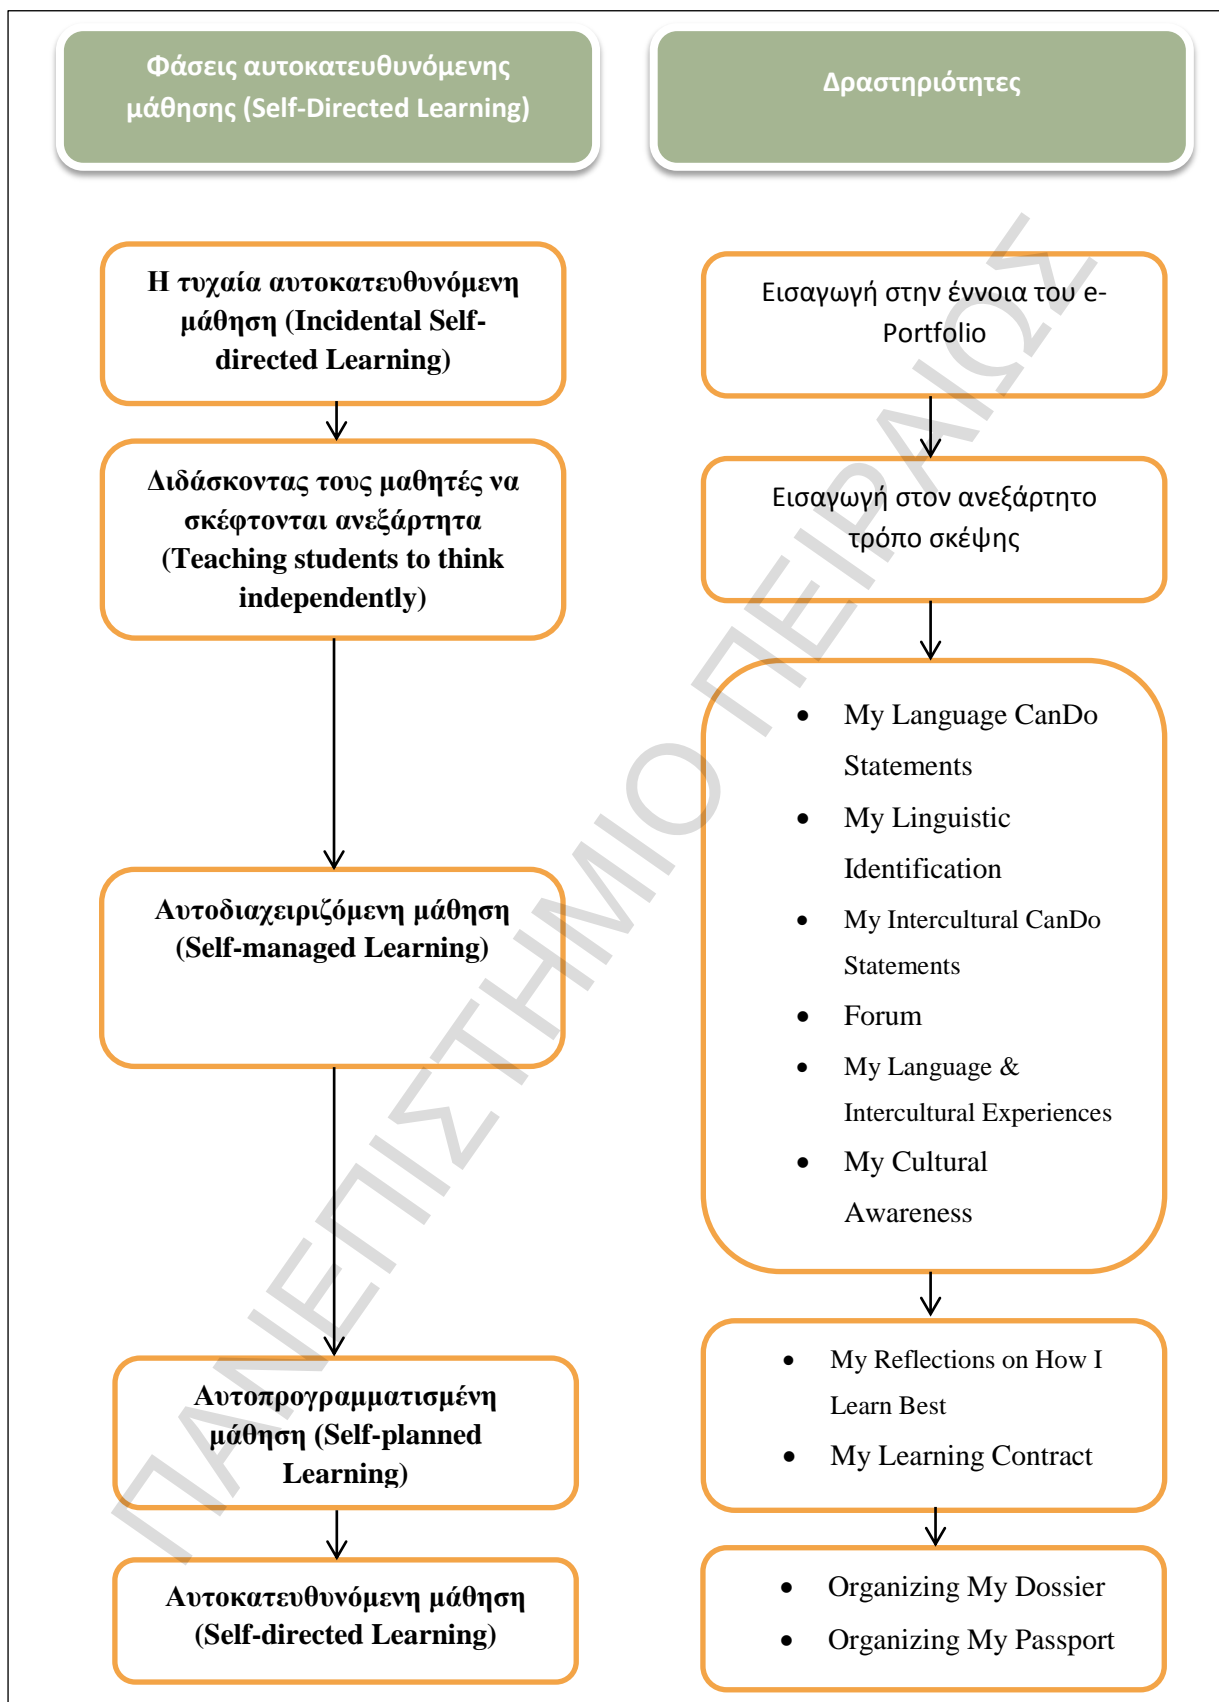 Φάσεις αυτοκατευθυνόμενης
μάθησης (Self-Directed Learning)
Δραστηριότητες
Η τυχαία αυτοκατευθυνόμενη
μάθηση (Incidental Self-
directed Learning)
Διδάσκοντας τους μαθητές να
σκέφτονται ανεξάρτητα
(Teaching students to think
independently)
Αυτοδιαχειριζόμενη μάθηση
(Self-managed Learning)
Αυτοπρογραμματισμένη
μάθηση (Self-planned
Learning)
Αυτοκατευθυνόμενη μάθηση
(Self-directed Learning)
Εισαγωγή στην έννοια του e-
Portfolio
Εισαγωγή στον ανεξάρτητο
τρόπο σκέψης
• My Language CanDo
Statements
• My Linguistic
Identification
• My Intercultural CanDo
Statements
• Forum
• My Language &
Intercultural Experiences
• My Cultural
Awareness
• My Reflections on How I
Learn Best
• My Learning Contract
• Organizing My Dossier
• Organizing My Passport
ΠΑΝΕΠΙΣΤΗΜΙΟ ΠΕΙΡΑΙΩΣ